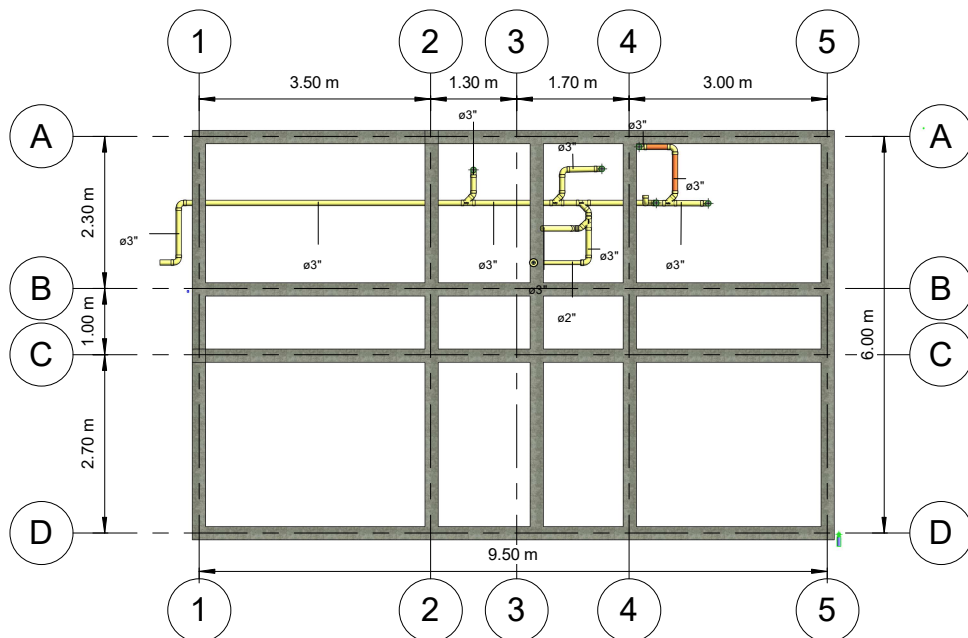 1 2 3 4 5
3.50 m 1.30 m 1.70 m 3.00 m
ø3" ø3"
A A
ø3"
ø3"
2.30 m
ø3" ø3"
ø3" ø3" ø3"
B B
ø3"
1.00 m
ø2"
C C
6.00 m
2.70 m
D D
9.50 m
1 2 3 4 5